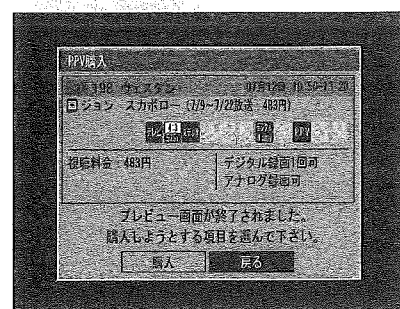 PPV購入
198 ウェスタン 07月12日 10:50-11:20
ジョン スカボロー (7/9~7/22放送 483円)
視聴料金 483円
デジタル録画1回可
アナログ録画可
プレビュー画面が終了されました。
購入しようとする項目を選んで下さい。
購入
戻る